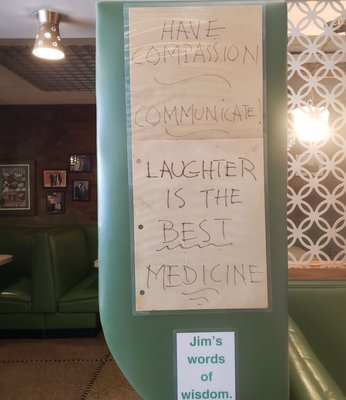 HAVE
COMPASSION
COMMUNICATE!
LAUGHTER
IS THE
BEST
MEDICINE
Jim's
words
of
wisdom.